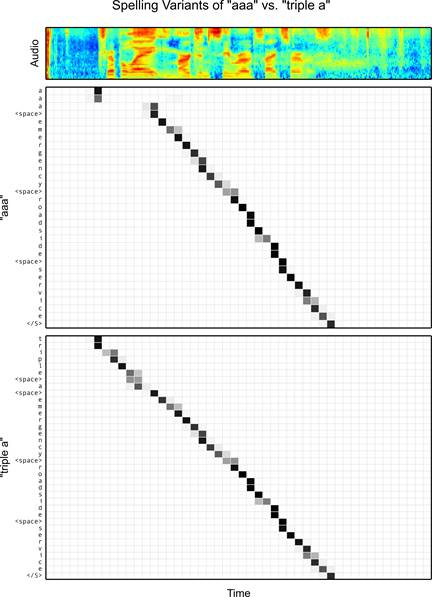 Spelling Variants of "aaa" vs. "triple a"
Audio
"aaa"
a
a
a
<space>
e
m
e
r
g
e
n
c
y
<space>
r
o
a
d
s
i
d
e
<space>
s
e
r
v
i
c
e
</S>
"triple a"
t
r
i
p
l
e
<space>
a
<space>
e
m
e
r
g
e
n
c
y
<space>
r
o
a
d
s
i
d
e
<space>
s
e
r
v
i
c
e
</S>
Time